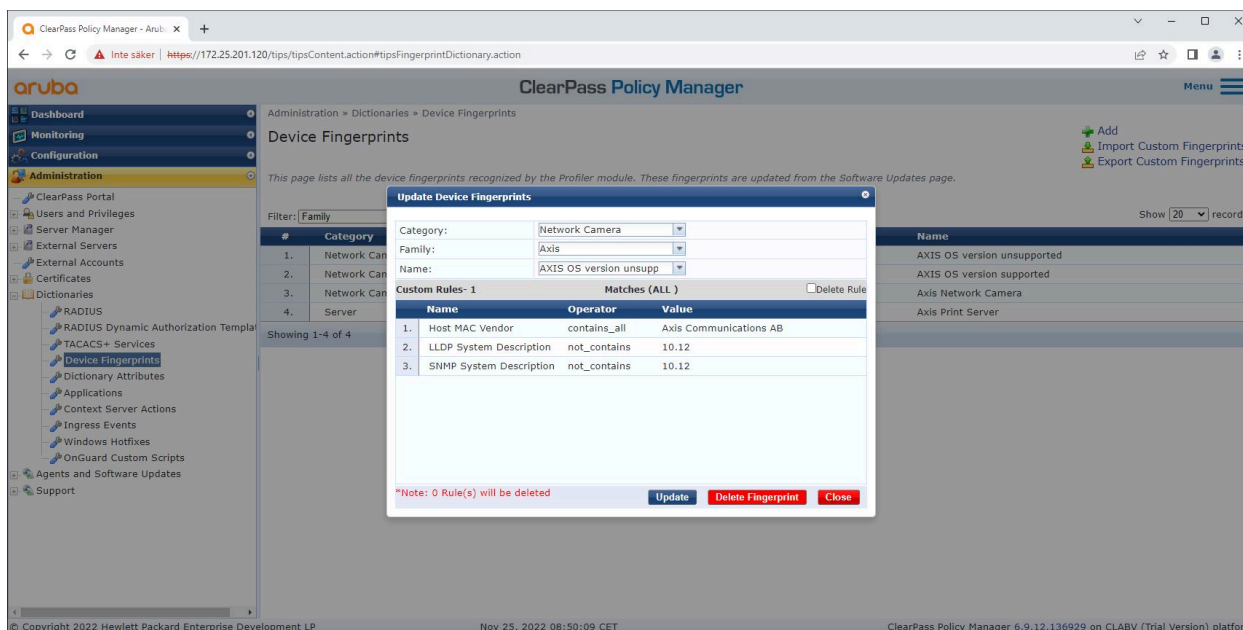 ClearPass Policy Manager - Arub
Inte säker | https://172.25.201.120/tips/tipsContent.action#tipsFingerprintDictionary.action
aruba
ClearPass Policy Manager
Menu
Dashboard
Monitoring
Configuration
Administration
ClearPass Portal
Users and Privileges
Server Manager
External Servers
External Accounts
Certificates
Dictionaries
RADIUS
RADIUS Dynamic Authorization Templat
TACACS+ Services
Device Fingerprints
Dictionary Attributes
Applications
Context Server Actions
Ingress Events
Windows Hotfixes
OnGuard Custom Scripts
Agents and Software Updates
Support
Administration » Dictionaries » Device Fingerprints
Device Fingerprints
Add
Import Custom Fingerprints
Export Custom Fingerprints
This page lists all the device fingerprints recognized by the Profiler module. These fingerprints are updated from the Software Updates page.
Filter: Family
Show 20 record
# Category Name
1. Network Can AXIS OS version unsupported
2. Network Can AXIS OS version supported
3. Network Can Axis Network Camera
4. Server Axis Print Server
Showing 1-4 of 4
Update Device Fingerprints
Category: Network Camera
Family: Axis
Name: AXIS OS version unsupp
Custom Rules- 1 Matches (ALL ) Delete Rule
Name Operator Value
1. Host MAC Vendor contains_all Axis Communications AB
2. LLDP System Description not_contains 10.12
3. SNMP System Description not_contains 10.12
*Note: 0 Rule(s) will be deleted
Update Delete Fingerprint Close
© Copyright 2022 Hewlett Packard Enterprise Development LP
Nov 25, 2022 08:50:09 CET
ClearPass Policy Manager 6.9.12.136929 on CLABV (Trial Version) platfor